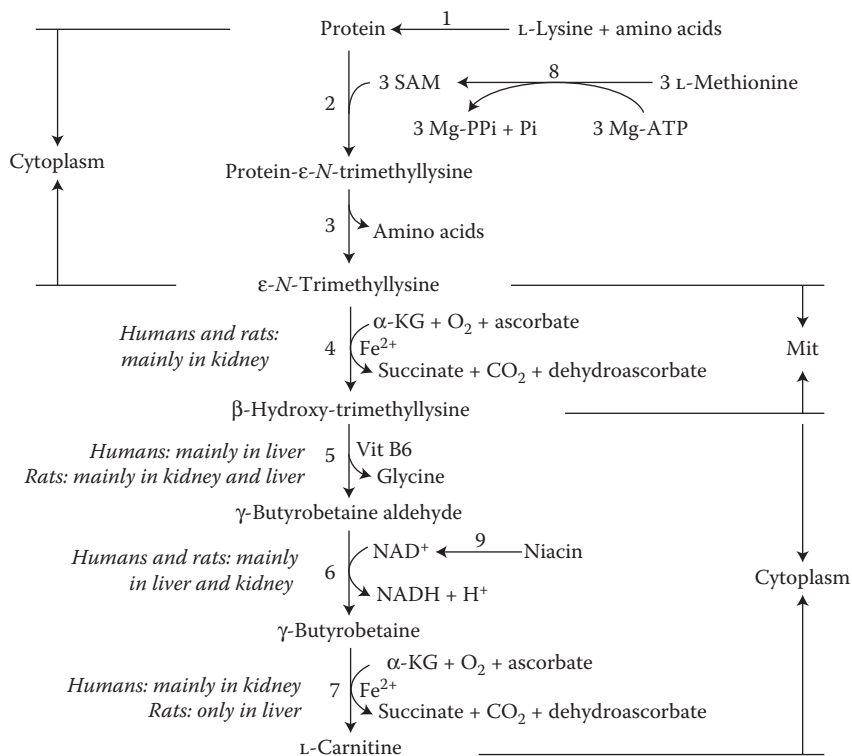 Protein 1 ʟ-Lysine + amino acids
2 3 SAM 8 3 ʟ-Methionine
3 Mg-PPi + Pi 3 Mg-ATP
Cytoplasm
Protein-ε-N-trimethyllysine
3 Amino acids
ε-N-Trimethyllysine
Humans and rats:
mainly in kidney
4
α-KG + O₂ + ascorbate
Fe²⁺
Succinate + CO₂ + dehydroascorbate
Mit
β-Hydroxy-trimethyllysine
Humans: mainly in liver
Rats: mainly in kidney and liver
5
Vit B6
Glycine
γ-Butyrobetaine aldehyde
Humans and rats: mainly
in liver and kidney
6
NAD⁺ 9 Niacin
NADH + H⁺
Cytoplasm
γ-Butyrobetaine
Humans: mainly in kidney
Rats: only in liver
7
α-KG + O₂ + ascorbate
Fe²⁺
Succinate + CO₂ + dehydroascorbate
ʟ-Carnitine